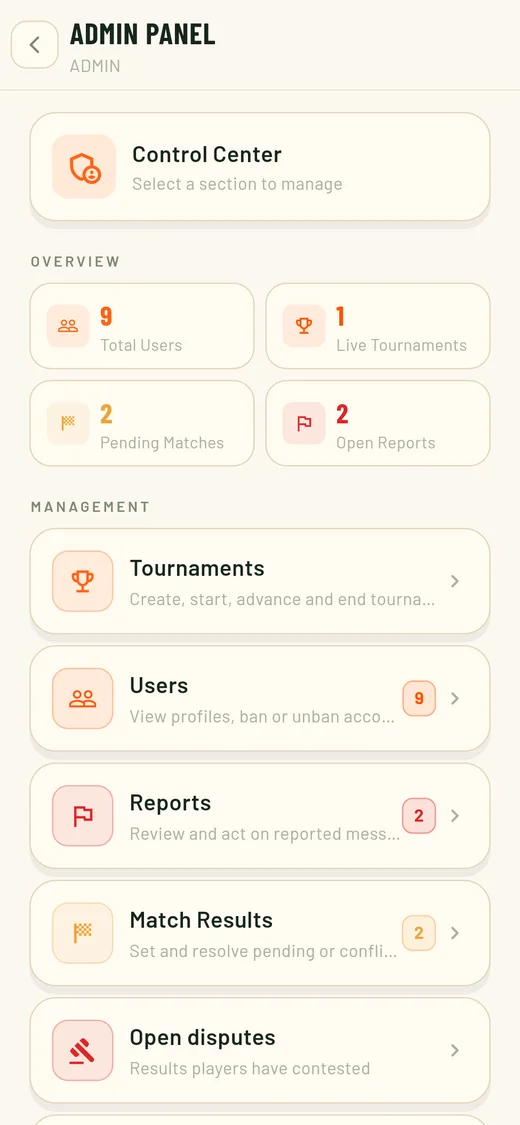 ADMIN PANEL
ADMIN
Control Center
Select a section to manage
OVERVIEW
9
Total Users
1
Live Tournaments
2
Pending Matches
2
Open Reports
MANAGEMENT
Tournaments
Create, start, advance and end tourna...
Users
View profiles, ban or unban acco...
9
Reports
Review and act on reported mess...
2
Match Results
Set and resolve pending or confli...
2
Open disputes
Results players have contested